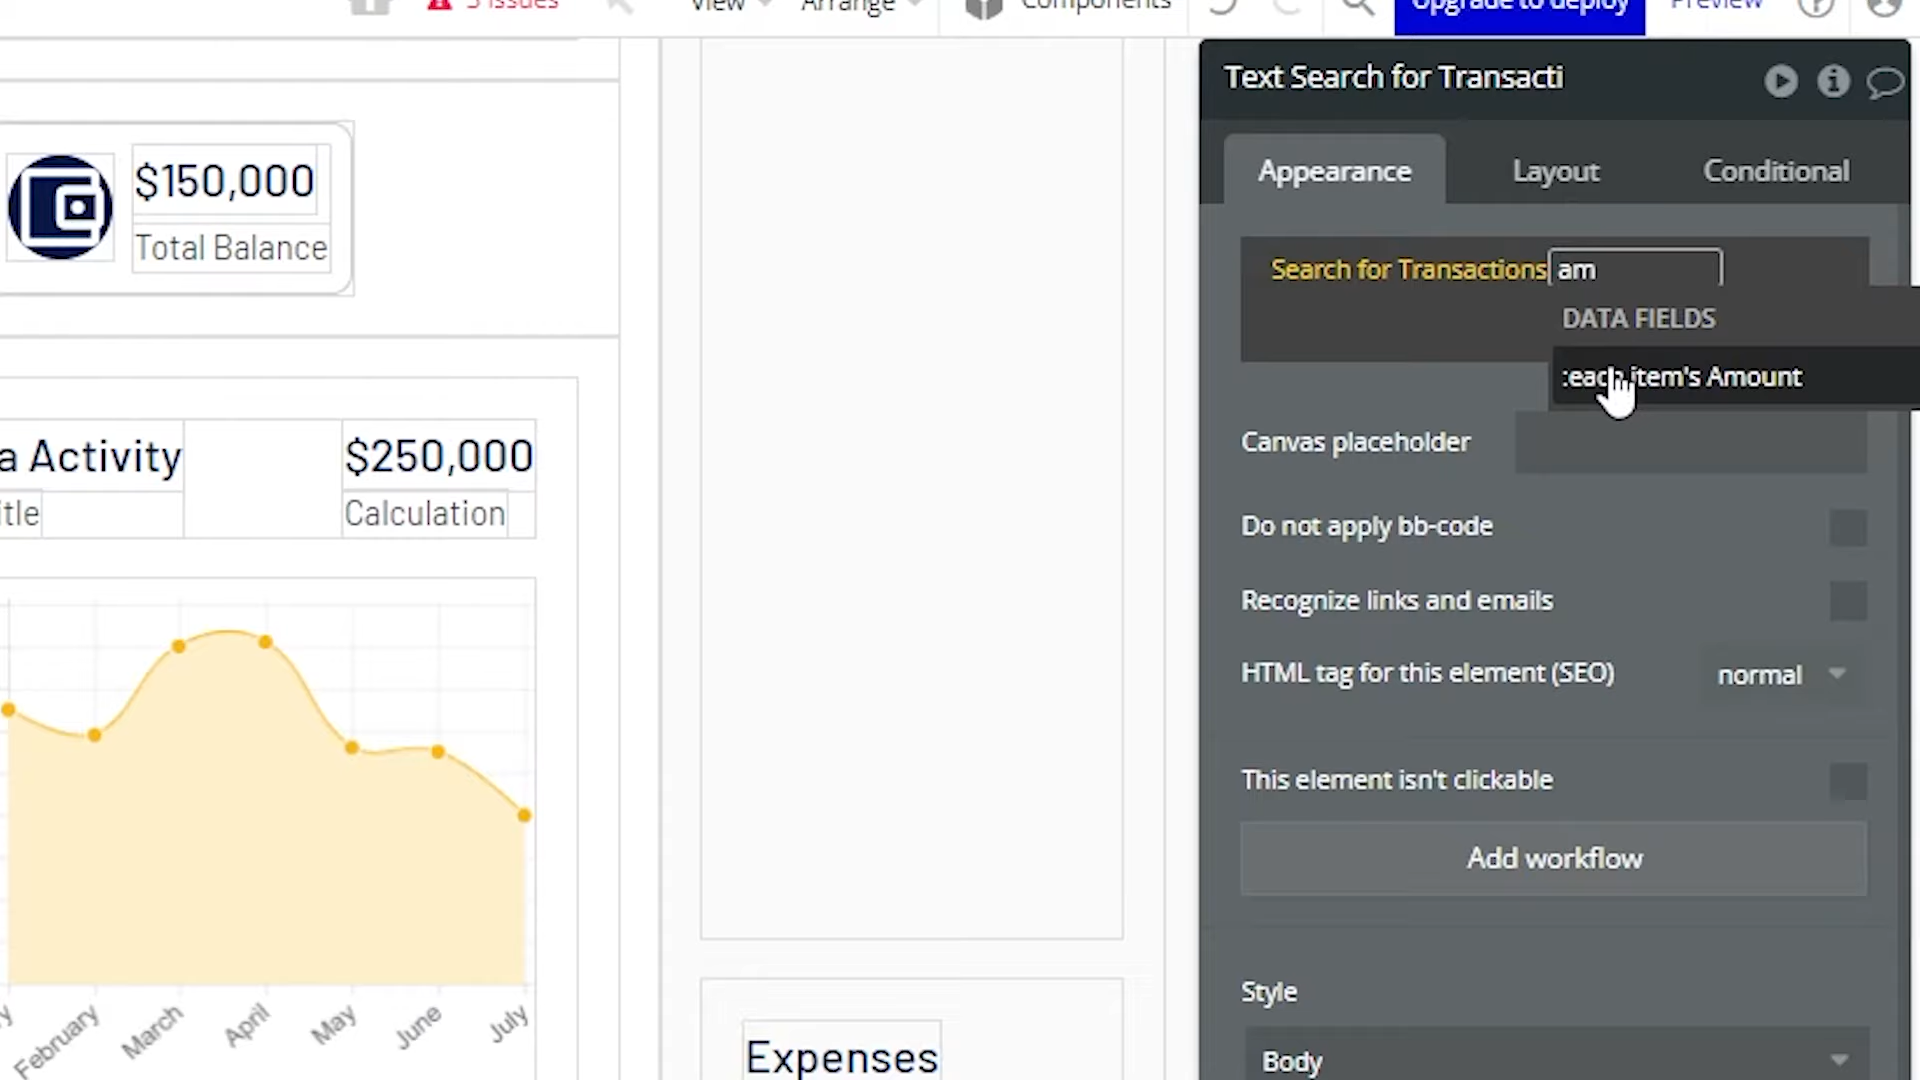 5 issues
View
Arrange
Components
Upgrade to deploy
Preview
Text Search for Transacti
Appearance
Layout
Conditional
$150,000
Total Balance
Search for Transactions
am
DATA FIELDS
:each item's Amount
Canvas placeholder
a Activity
$250,000
itle
Calculation
Do not apply bb-code
Recognize links and emails
HTML tag for this element (SEO)
normal
This element isn't clickable
Add workflow
Style
Body
y
February
March
April
May
June
July
Expenses